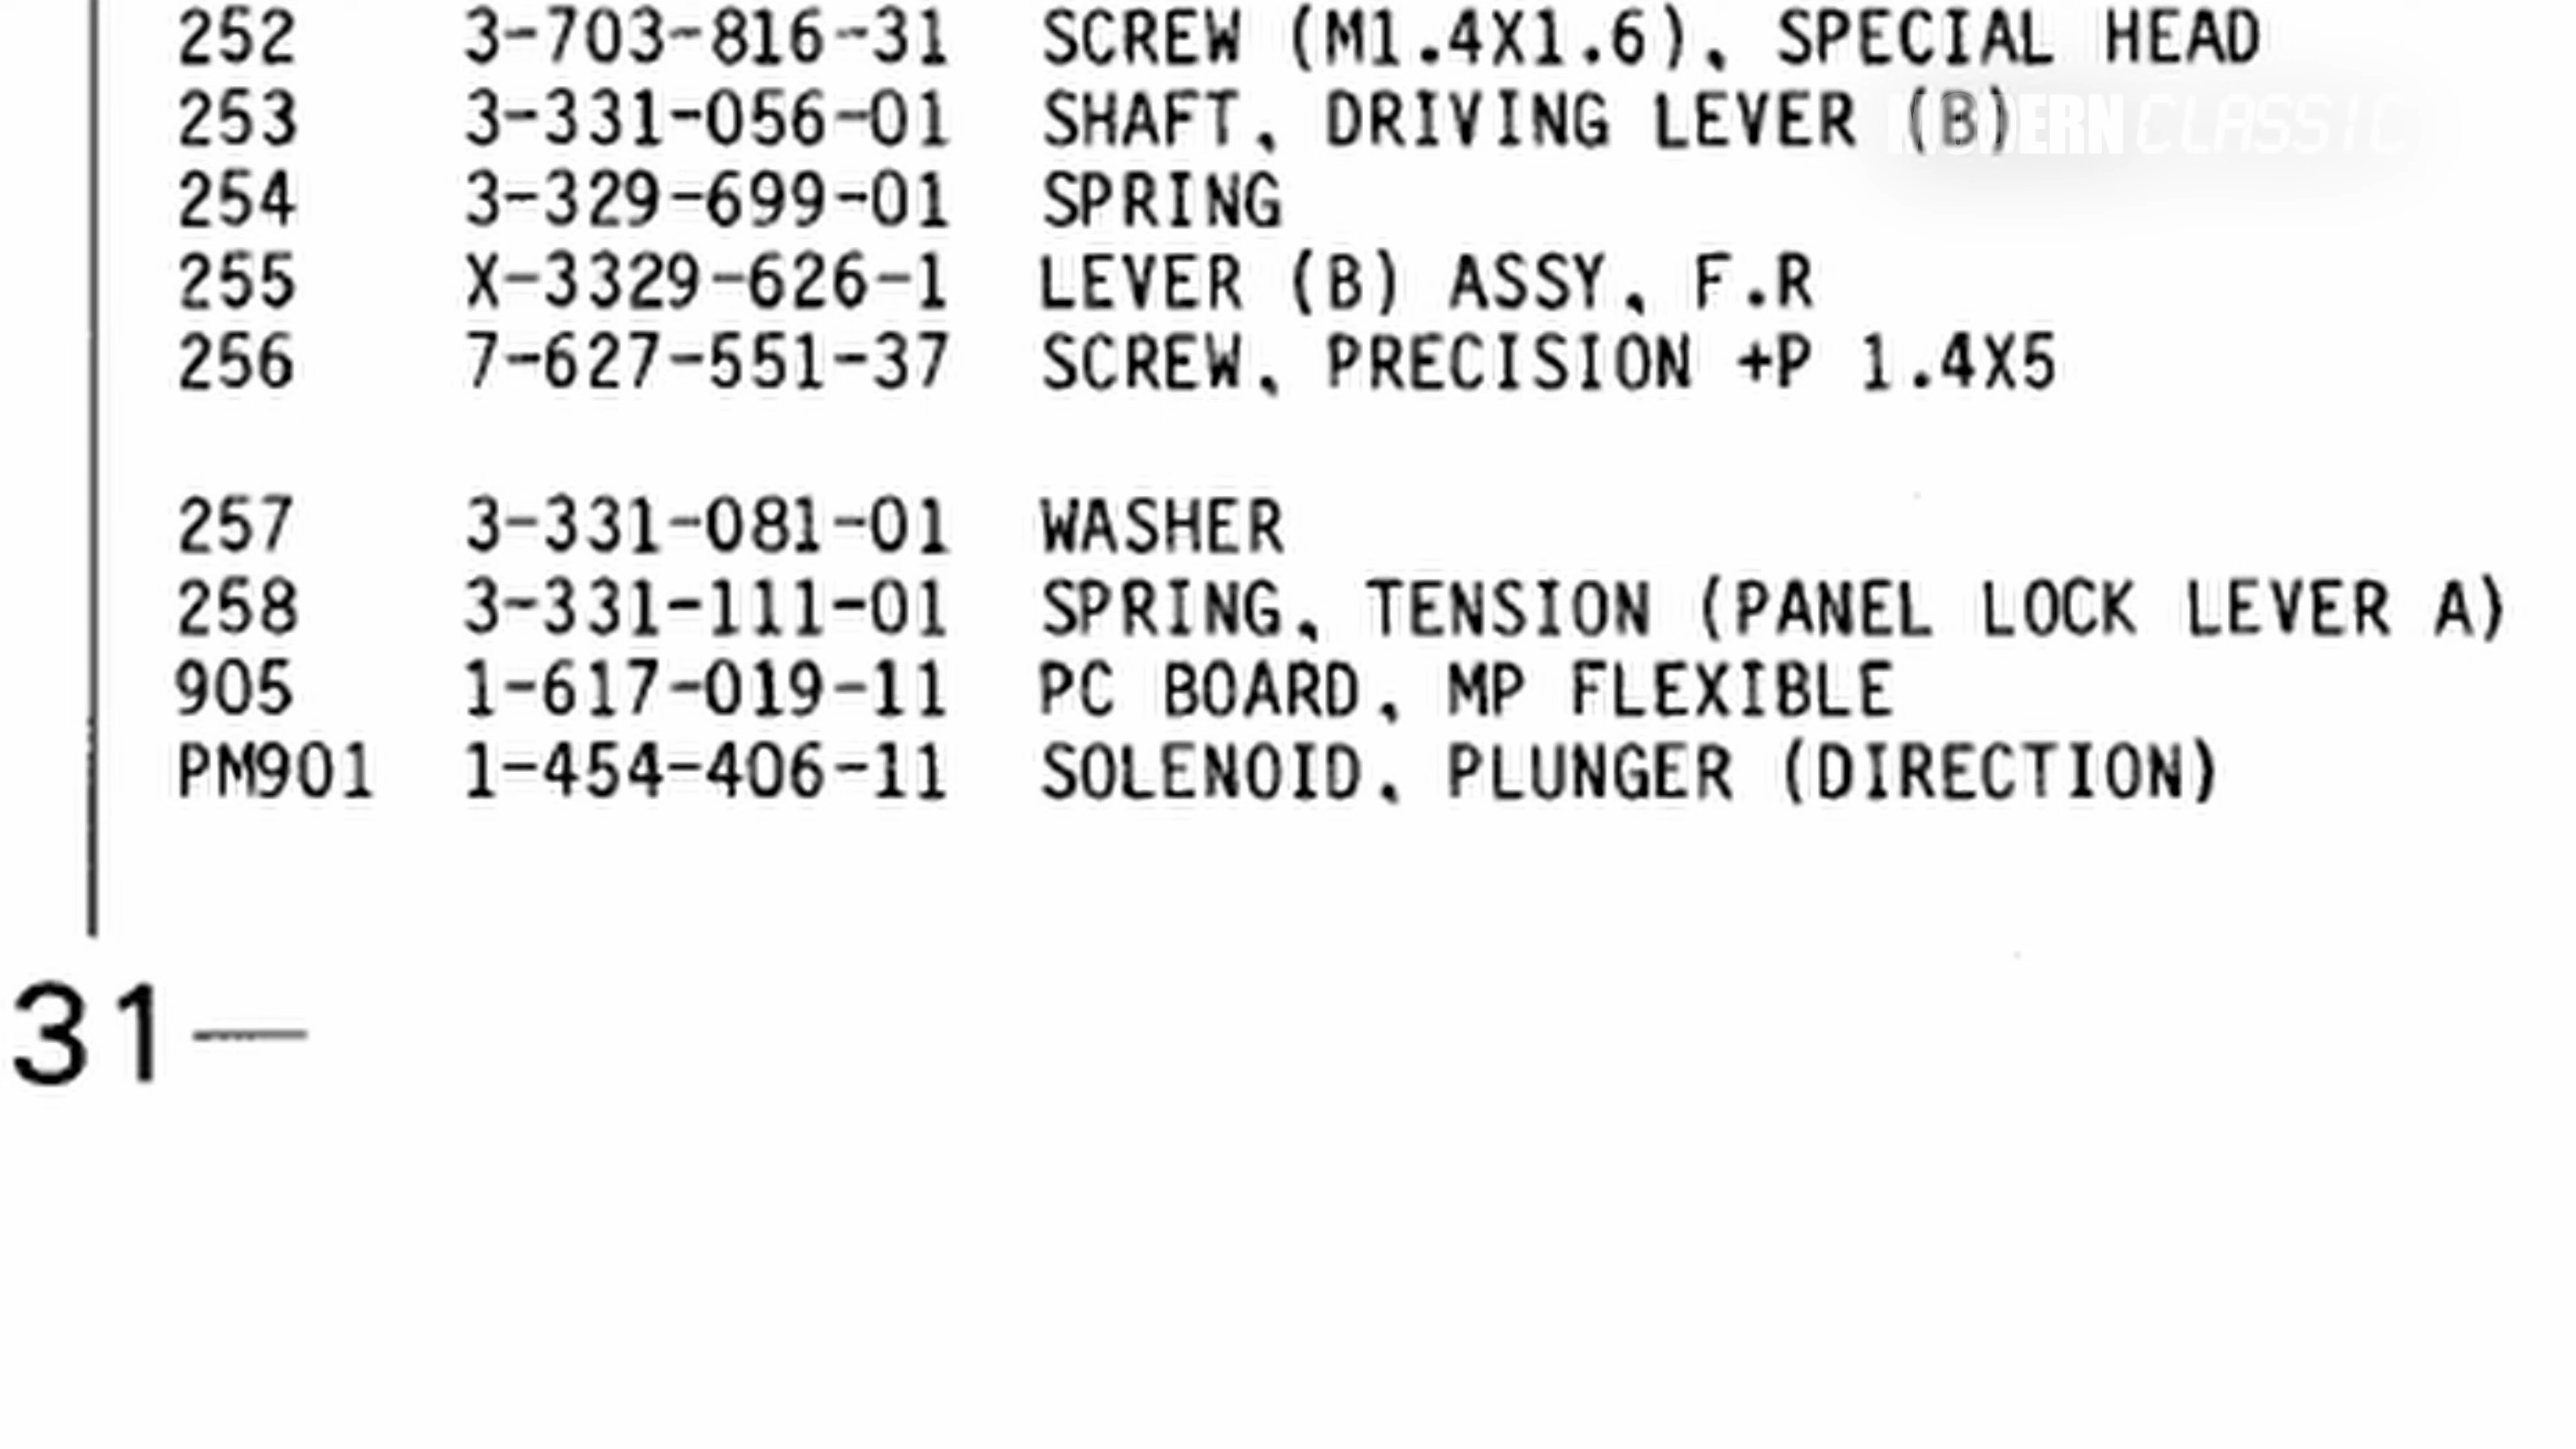 252 3-703-816-31 SCREW (M1.4X1.6), SPECIAL HEAD
253 3-331-056-01 SHAFT, DRIVING LEVER (B)
MODERN CLASSIC
254 3-329-699-01 SPRING
255 X-3329-626-1 LEVER (B) ASSY, F.R
256 7-627-551-37 SCREW, PRECISION +P 1.4X5
257 3-331-081-01 WASHER
258 3-331-111-01 SPRING, TENSION (PANEL LOCK LEVER A)
905 1-617-019-11 PC BOARD, MP FLEXIBLE
PM901 1-454-406-11 SOLENOID, PLUNGER (DIRECTION)
31—